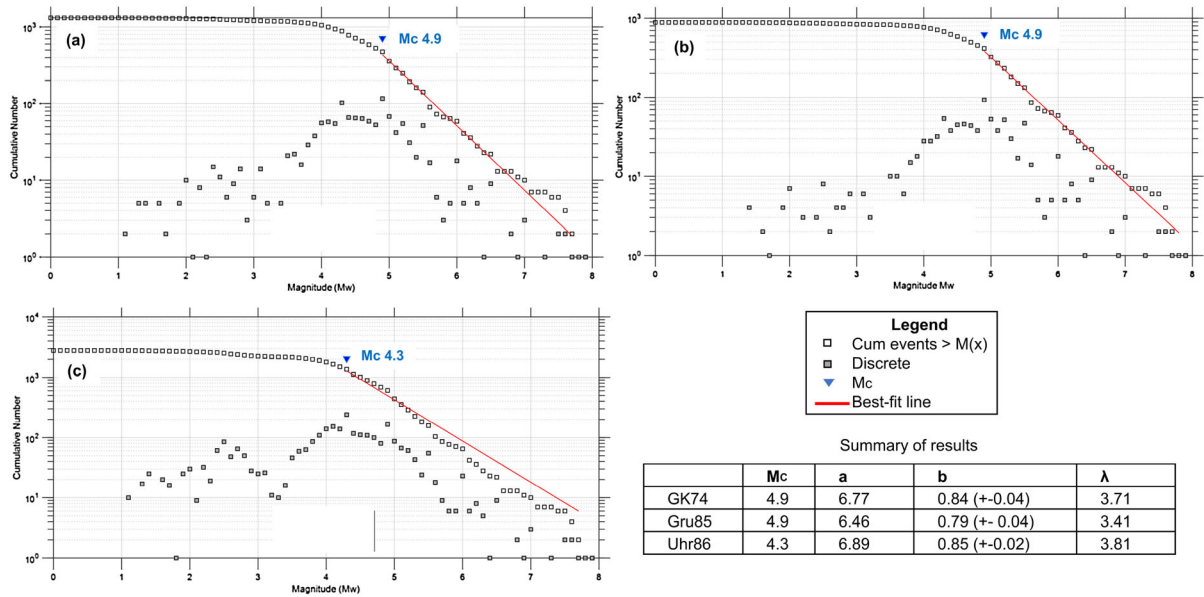 (a)
Mc 4.9
Cumulative Number
10³
10²
10¹
10⁰
0 1 2 3 4 5 6 7 8
Magnitude (Mw)
(b)
Mc 4.9
Cumulative Number
10³
10²
10¹
10⁰
0 1 2 3 4 5 6 7 8
Magnitude Mw
(c)
Mc 4.3
Cumulative Number
10⁴
10³
10²
10¹
10⁰
0 1 2 3 4 5 6 7 8
Magnitude (Mw)
Legend
Cum events > M(x)
Discrete
Mc
Best-fit line
Summary of results
Mc a b λ
GK74 4.9 6.77 0.84 (+-0.04) 3.71
Gru85 4.9 6.46 0.79 (+- 0.04) 3.41
Uhr86 4.3 6.89 0.85 (+-0.02) 3.81